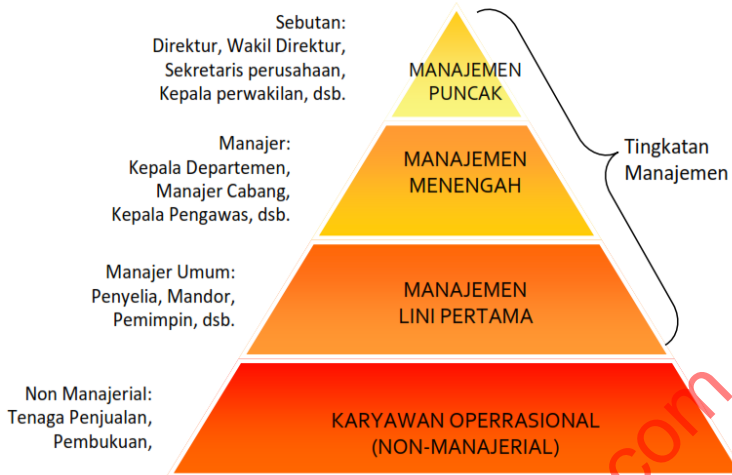 Sebutan:
Direktur, Wakil Direktur,
Sekretaris perusahaan,
Kepala perwakilan, dsb.
MANAJEMEN
PUNCAK
Manajer:
Kepala Departemen,
Manajer Cabang,
Kepala Pengawas, dsb.
MANAJEMEN
MENENGAH
Tingkatan
Manajemen
Manajer Umum:
Penyelia, Mandor,
Pemimpin, dsb.
MANAJEMEN
LINI PERTAMA
Non Manajerial:
Tenaga Penjualan,
Pembukuan,
KARYAWAN OPERRASIONAL
(NON-MANAJERIAL)
com